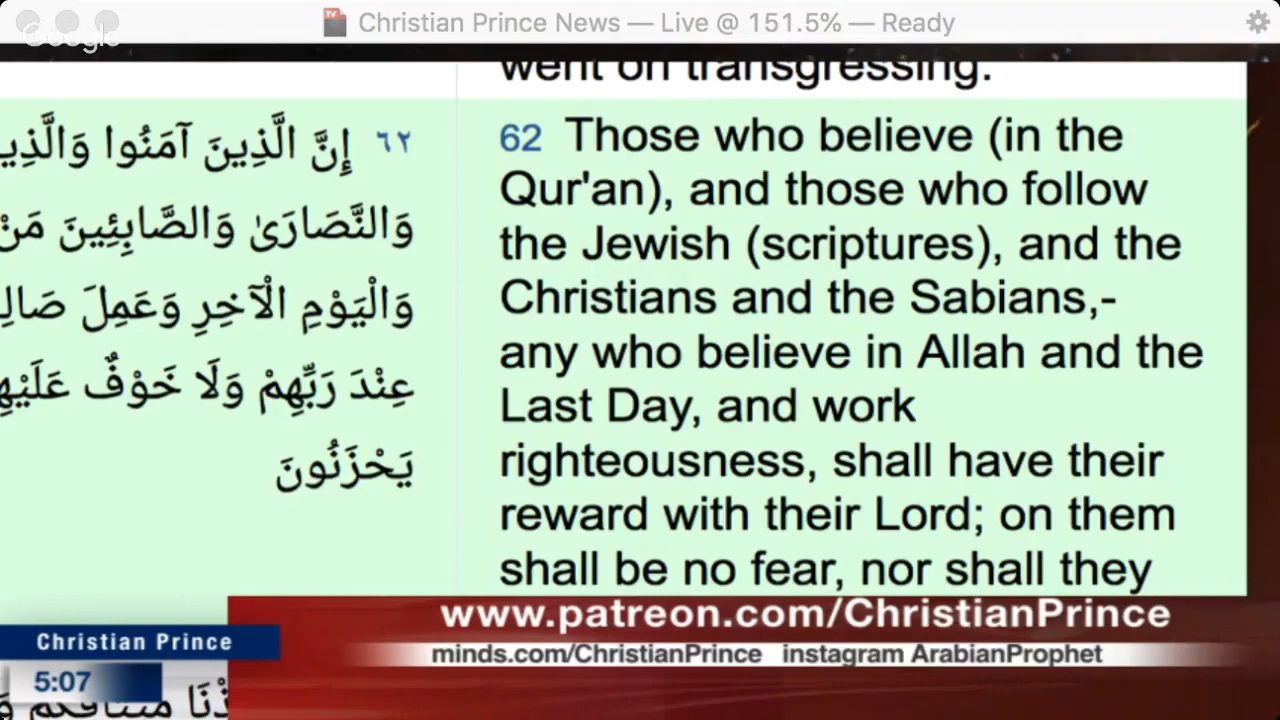 Christian Prince News — Live @ 151.5% — Ready
Google
went on transgressing.
٦٢ إِنَّ الَّذِينَ آمَنُوا
وَالنَّصَارَىٰ وَالصَّابِئِينَ مَنْ
وَالْيَوْمِ الْآخِرِ وَعَمِلَ
عِنْدَ رَبِّهِمْ وَلَا خَوْفٌ
يَحْزَنُونَ
62 Those who believe (in the
Qur'an), and those who follow
the Jewish (scriptures), and the
Christians and the Sabians,-
any who believe in Allah and the
Last Day, and work
righteousness, shall have their
reward with their Lord; on them
shall be no fear, nor shall they
www.patreon.com/ChristianPrince
Christian Prince
minds.com/ChristianPrince instagram ArabianProphet
5:07